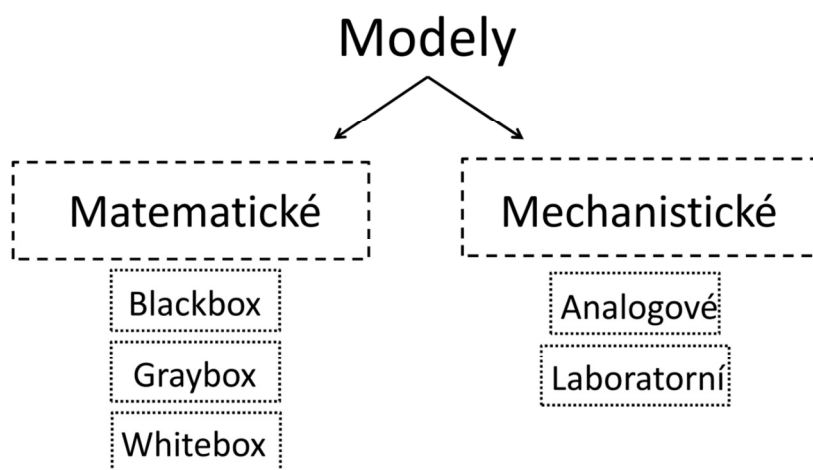 Modely
Matematické
Mechanistické
Blackbox
Analogové
Graybox
Laboratorní
Whitebox